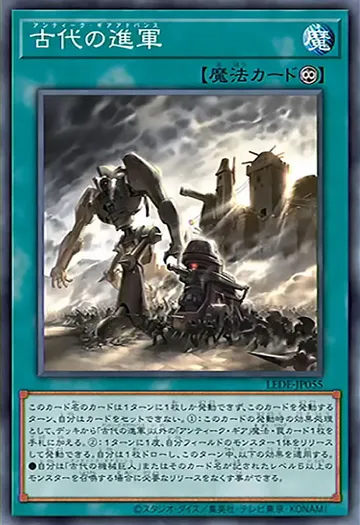 アンティーク・ギアアドバンス
古代の進軍
魔
【魔法カード】
LEDE-JP055
このカード名のカードは1ターンに1枚しか発動できず、このカードを発動する
ターン、自分はカードをセットできない。①:このカードの発動時の効果処理
として、デッキから「古代の進軍」以外の「アンティーク・ギア」魔法・罠カード1枚を
手札に加える。②:1ターンに1度、自分フィールドのモンスター1体をリリース
して発動できる。自分は1枚ドローし、このターン中、以下の効果を適用する。
●自分は「古代の機械巨人」またはそのカード名が記されたレベル5以上の
モンスターを召喚する場合に必要なリリースをなくす事ができる。
©スタジオ・ダイス/集英社・テレビ東京・KONAMI